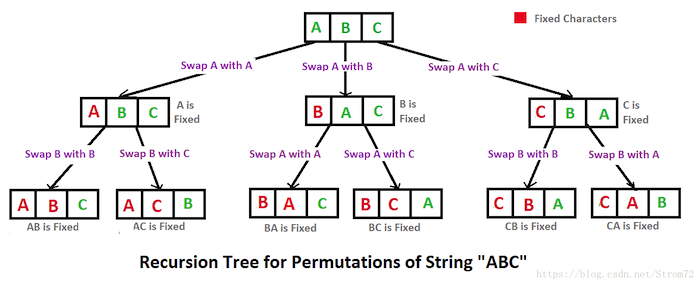 A B C
Fixed Characters
Swap A with A
Swap A with B
Swap A with C
A B C
A is
Fixed
B A C
B is
Fixed
C B A
C is
Fixed
Swap B with B
Swap B with C
Swap A with A
Swap A with C
Swap B with B
Swap B with A
A B C
A C B
B A C
B C A
C B A
C A B
AB is Fixed
AC is Fixed
BA is Fixed
BC is Fixed
CB is Fixed
CA is Fixed
Recursion Tree for Permutations of String "ABC"
https://blog.csdn.net/Strom72